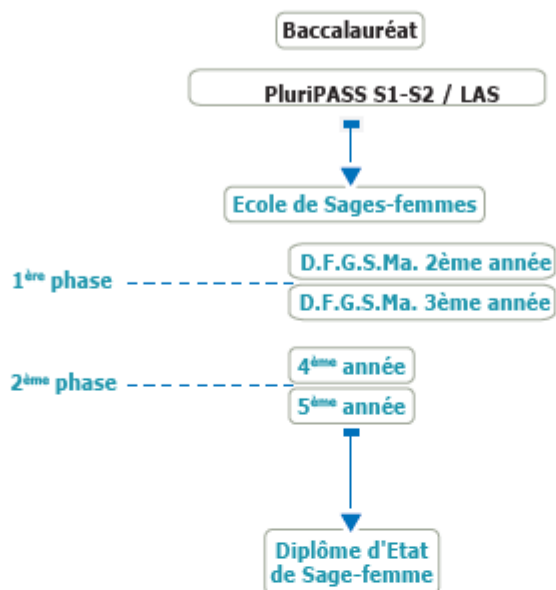 Baccalauréat
PluriPASS S1-S2 / LAS
Ecole de Sages-femmes
1ère phase
D.F.G.S.Ma. 2ème année
D.F.G.S.Ma. 3ème année
2ème phase
4ème année
5ème année
Diplôme d'Etat
de Sage-femme